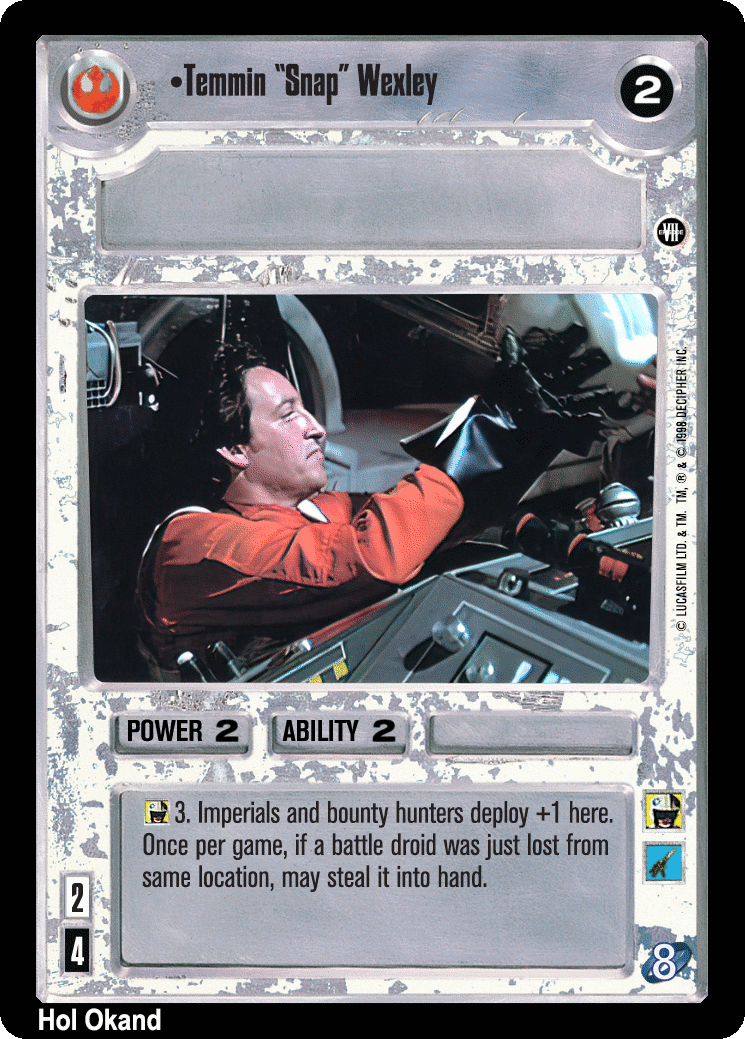 •Temmin “Snap” Wexley
2
EPISODE
VII
© LUCASFILM LTD. & TM. TM, ® & © 1998 DECIPHER INC.
POWER 2
ABILITY 2
3. Imperials and bounty hunters deploy +1 here.
Once per game, if a battle droid was just lost from
same location, may steal it into hand.
2
4
8
Hol Okand